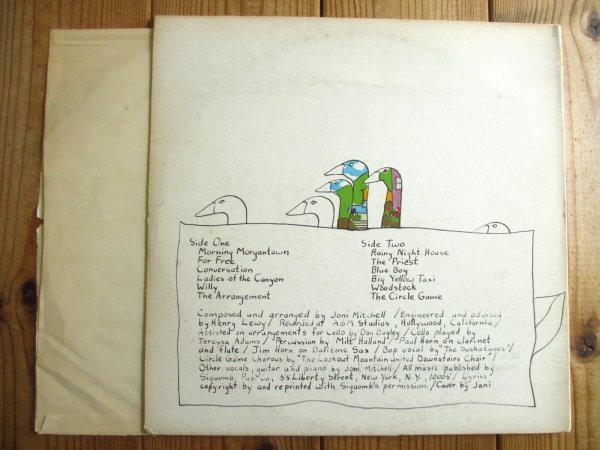 Side One
Morning Morgantown
For Free
Conversation
Ladies of the Canyon
Willy
The Arrangement
Side Two
Rainy Night House
The Priest
Blue Boy
Big Yellow Taxi
Woodstock
The Circle Game
Composed and arranged by Joni Mitchell / Engineered and advised
by Henry Lewy / Recorded at A&M Studios, Hollywood, California /
Assisted on arrangements for Cello by Don Bagley / Cello played by
Teressa Adams / Percussion by Milt Holland / Paul Horn on clarinet
and flute / Jim Horn on Baritone Sax / Bop vocal by "The Saskatunes" /
Circle Game Chorus by "The Lookout Mountain United Downstairs Choir" /
Other vocals, guitar and piano by Joni Mitchell / All music published by
Siquomb Pub. Co, 55 Liberty Street, New York, N.Y., 10005 / Lyrics
copyright by and reprinted with Siquomb's permission. / Cover by Joni